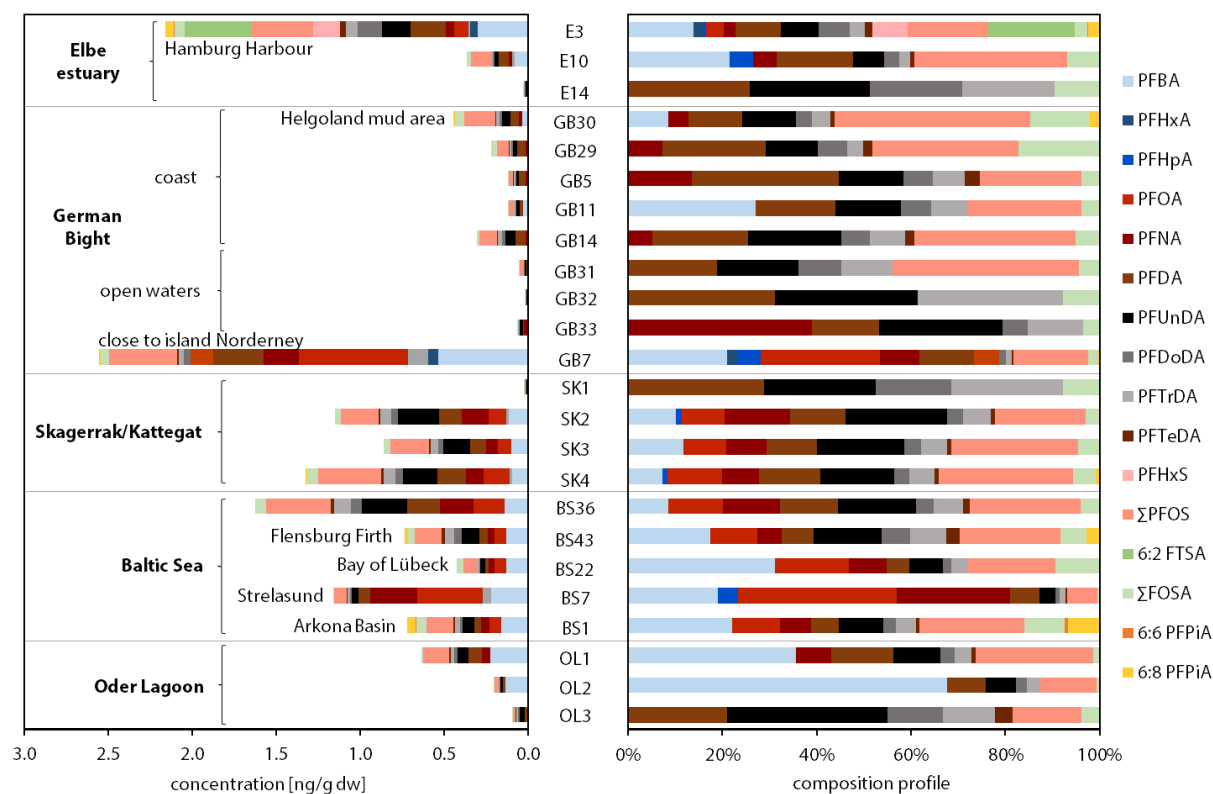 Elbe
estuary
Hamburg Harbour
E3
E10
E14
German
Bight
coast
Helgoland mud area
GB30
GB29
GB5
GB11
GB14
open waters
GB31
GB32
GB33
close to island Norderney
GB7
Skagerrak/Kattegat
SK1
SK2
SK3
SK4
Baltic Sea
BS36
Flensburg Firth
BS43
Bay of Lübeck
BS22
Strelasund
BS7
Arkona Basin
BS1
Oder Lagoon
OL1
OL2
OL3
3.0 2.5 2.0 1.5 1.0 0.5 0.0
concentration [ng/g dw]
0% 20% 40% 60% 80% 100%
composition profile
PFBA
PFHxA
PFHpA
PFOA
PFNA
PFDA
PFUnDA
PFDoDA
PFTrDA
PFTeDA
PFHxS
∑PFOS
6:2 FTSA
∑FOSA
6:6 PFPiA
6:8 PFPiA